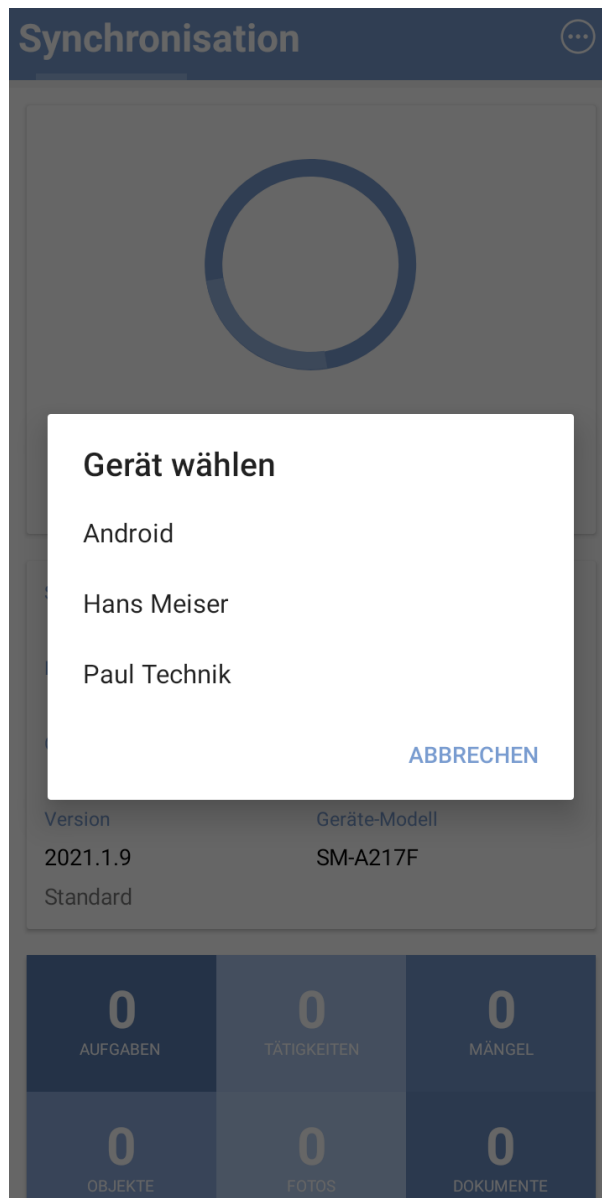 Synchronisation
Gerät wählen
Android
Hans Meiser
Paul Technik
ABBRECHEN
Version Geräte-Modell
2021.1.9 SM-A217F
Standard
0 0 0
AUFGABEN TÄTIGKEITEN MÄNGEL
0 0 0
OBJEKTE FOTOS DOKUMENTE